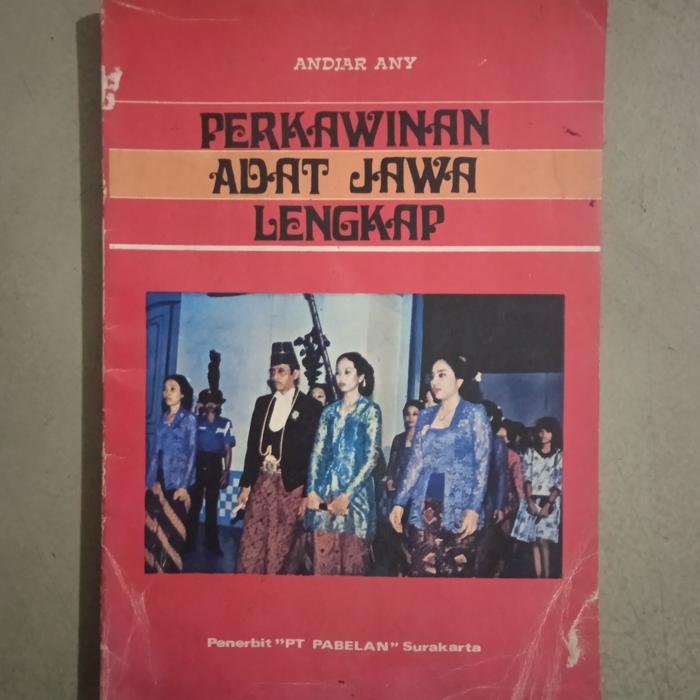 ANDJAR ANY
PERKAWINAN
ADAT JAWA
LENGKAP
Penerbit "PT PABELAN" Surakarta